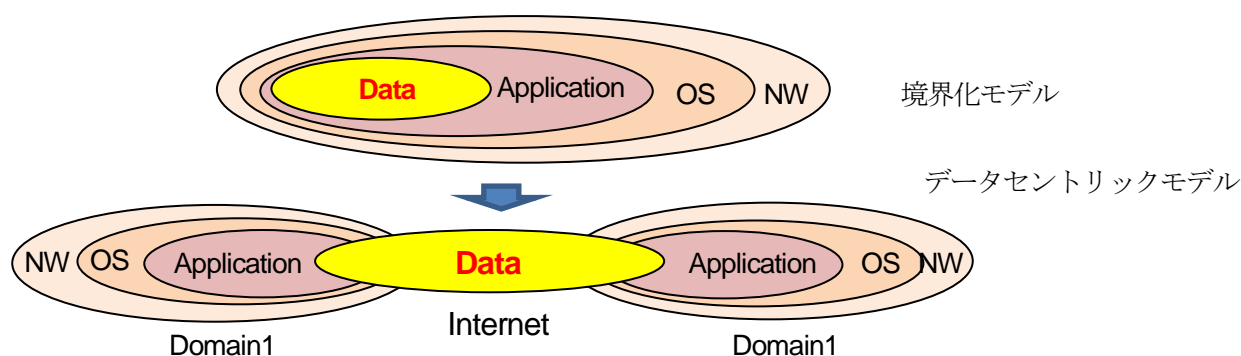 Data Application OS NW 境界化モデル
データセントリックモデル
NW OS Application Data Application OS NW
Internet
Domain1 Domain1